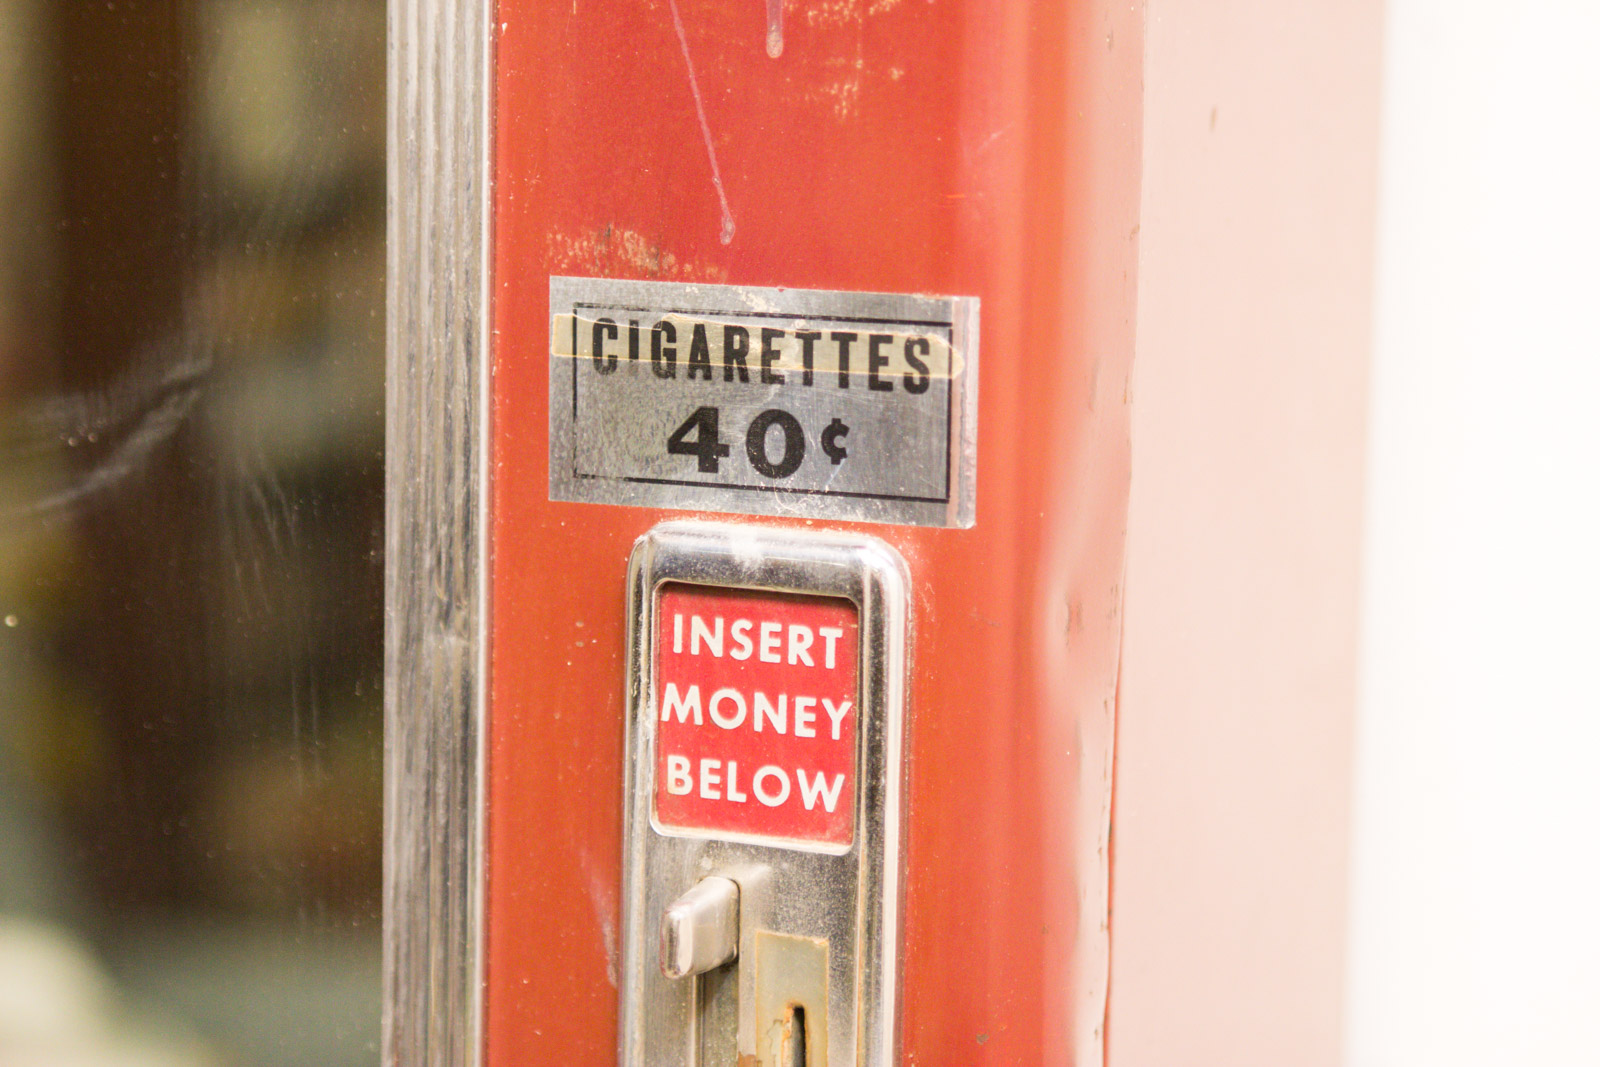 CIGARETTES
40¢
INSERT
MONEY
BELOW